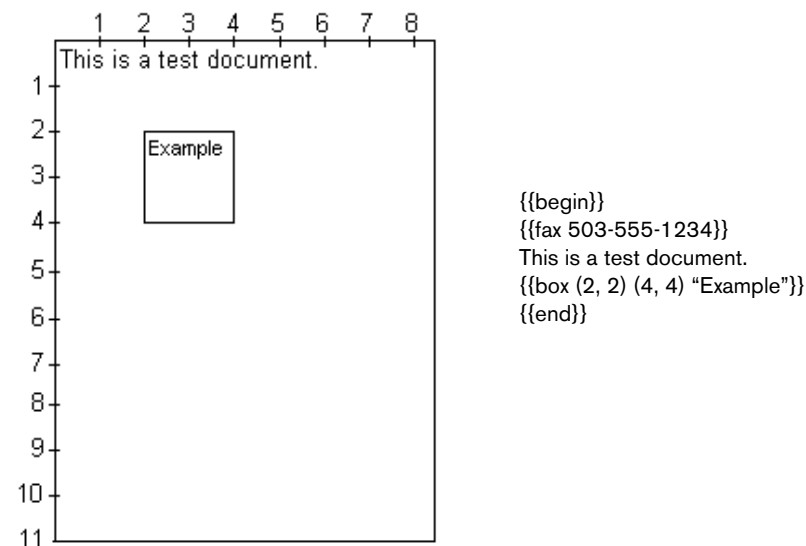 1 2 3 4 5 6 7 8
This is a test document.
1
2
Example
3
4
5
6
7
8
9
10
11
{{begin}}
{{fax 503-555-1234}}
This is a test document.
{{box (2, 2) (4, 4) “Example”}}
{{end}}